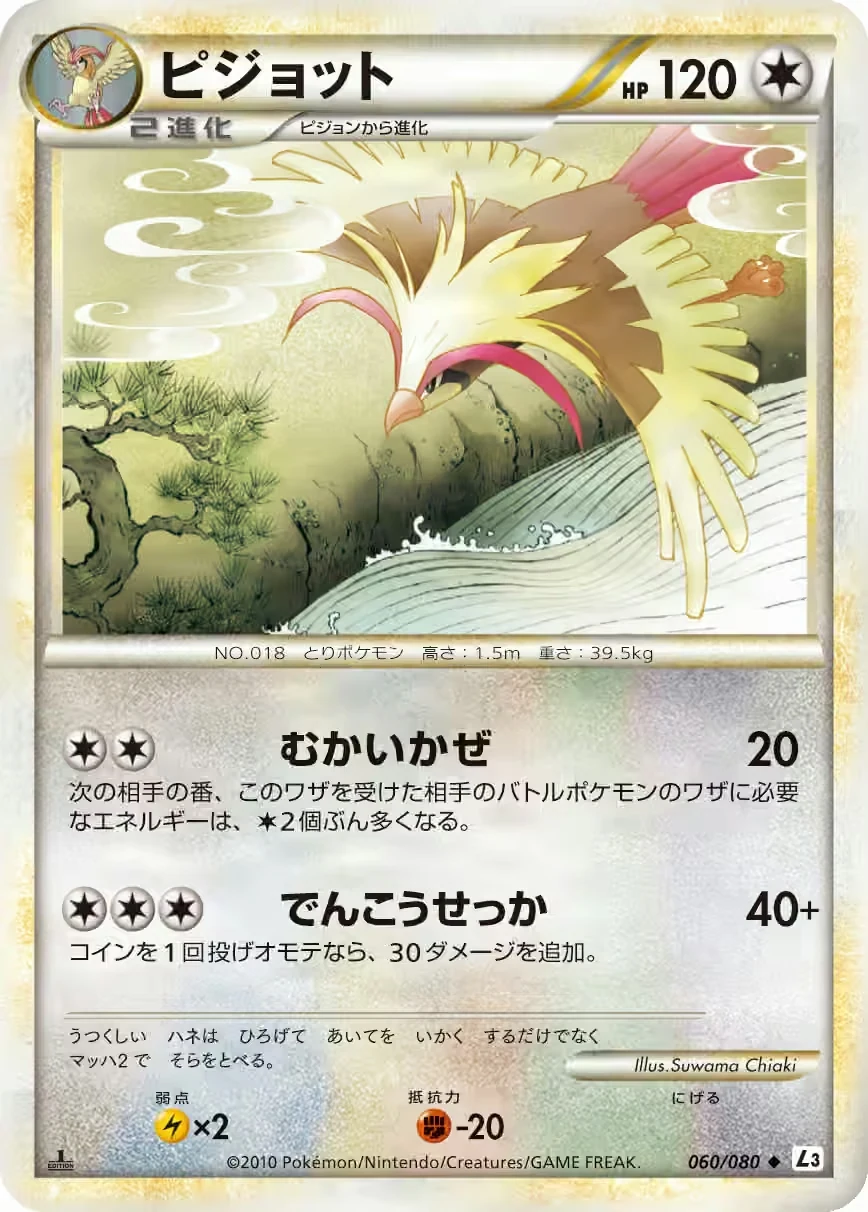 ピジョット
HP 120
2進化
ピジョンから進化
NO.018 とりポケモン 高さ：1.5m 重さ：39.5kg
むかいかぜ 20
次の相手の番、このワザを受けた相手のバトルポケモンのワザに必要
なエネルギーは、✶2個ぶん多くなる。
でんこうせっか 40+
コインを1回投げオモテなら、30ダメージを追加。
うつくしい ハネは ひろげて あいてを いかく するだけでなく
マッハ2で そらをとべる。
Illus.Suwama Chiaki
弱点 抵抗力 にげる
×2 -20
1 EDITION ©2010 Pokémon/Nintendo/Creatures/GAME FREAK. 060/080 ◆ L3